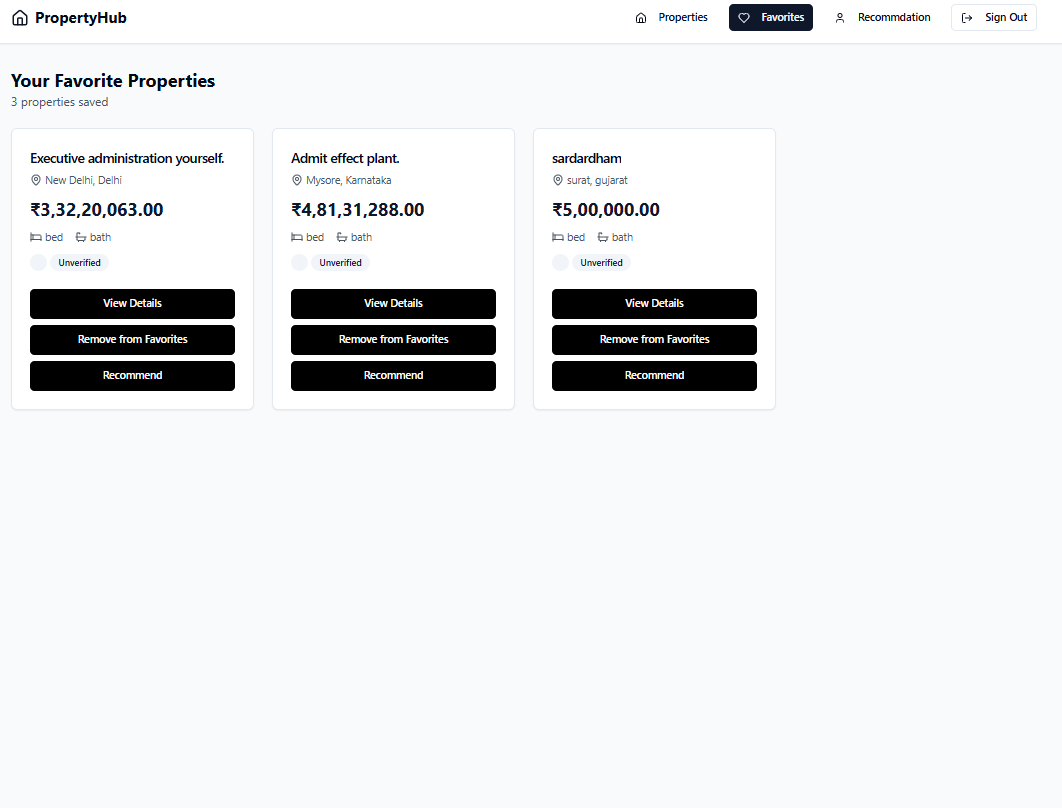 PropertyHub
Properties
Favorites
Recommdation
Sign Out
Your Favorite Properties
3 properties saved
Executive administration yourself.
New Delhi, Delhi
₹3,32,20,063.00
bed bath
Unverified
View Details
Remove from Favorites
Recommend
Admit effect plant.
Mysore, Karnataka
₹4,81,31,288.00
bed bath
Unverified
View Details
Remove from Favorites
Recommend
sardardham
surat, gujarat
₹5,00,000.00
bed bath
Unverified
View Details
Remove from Favorites
Recommend